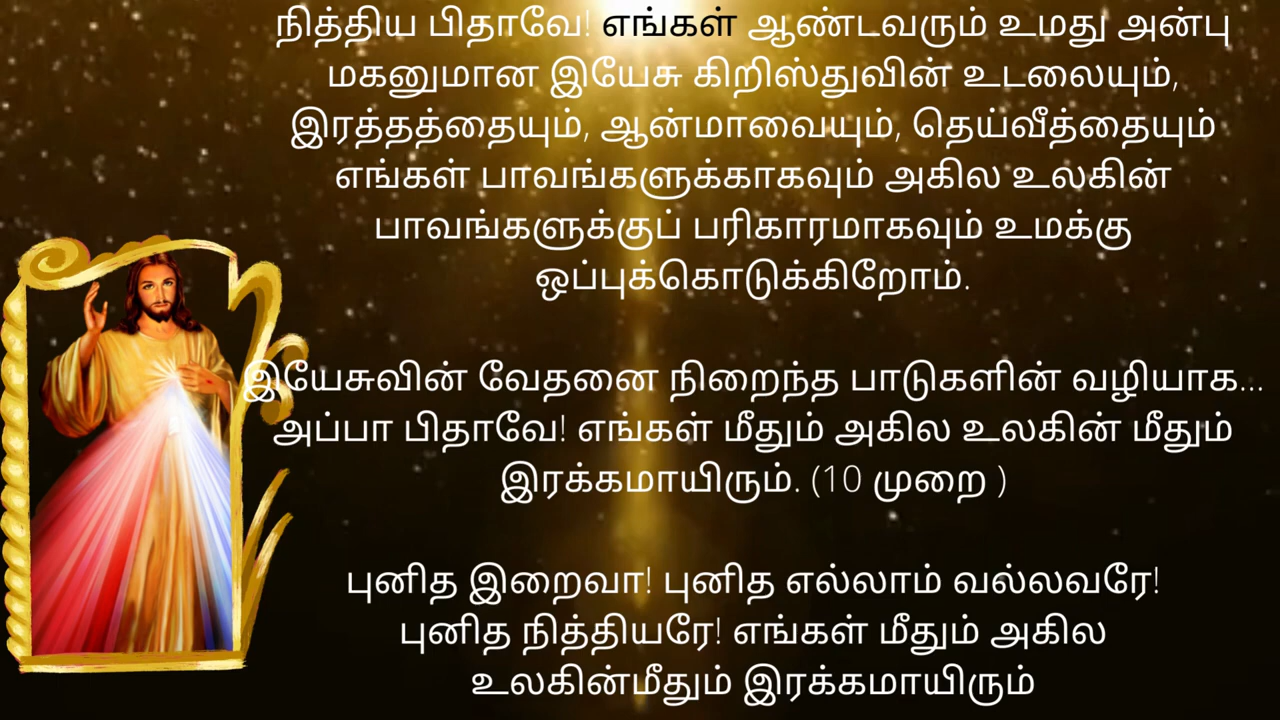 நித்திய பிதாவே! எங்கள் ஆண்டவரும் உமது அன்பு
மகனுமான இயேசு கிறிஸ்துவின் உடலையும்,
இரத்தத்தையும், ஆன்மாவையும், தெய்வீத்தையும்
எங்கள் பாவங்களுக்காகவும் அகில உலகின்
பாவங்களுக்குப் பரிகாரமாகவும் உமக்கு
ஒப்புக்கொடுக்கிறோம்.
இயேசுவின் வேதனை நிறைந்த பாடுகளின் வழியாக...
அப்பா பிதாவே! எங்கள் மீதும் அகில உலகின் மீதும்
இரக்கமாயிரும். (10 முறை )
புனித இறைவா! புனித எல்லாம் வல்லவரே!
புனித நித்தியரே! எங்கள் மீதும் அகில
உலகின்மீதும் இரக்கமாயிரும்